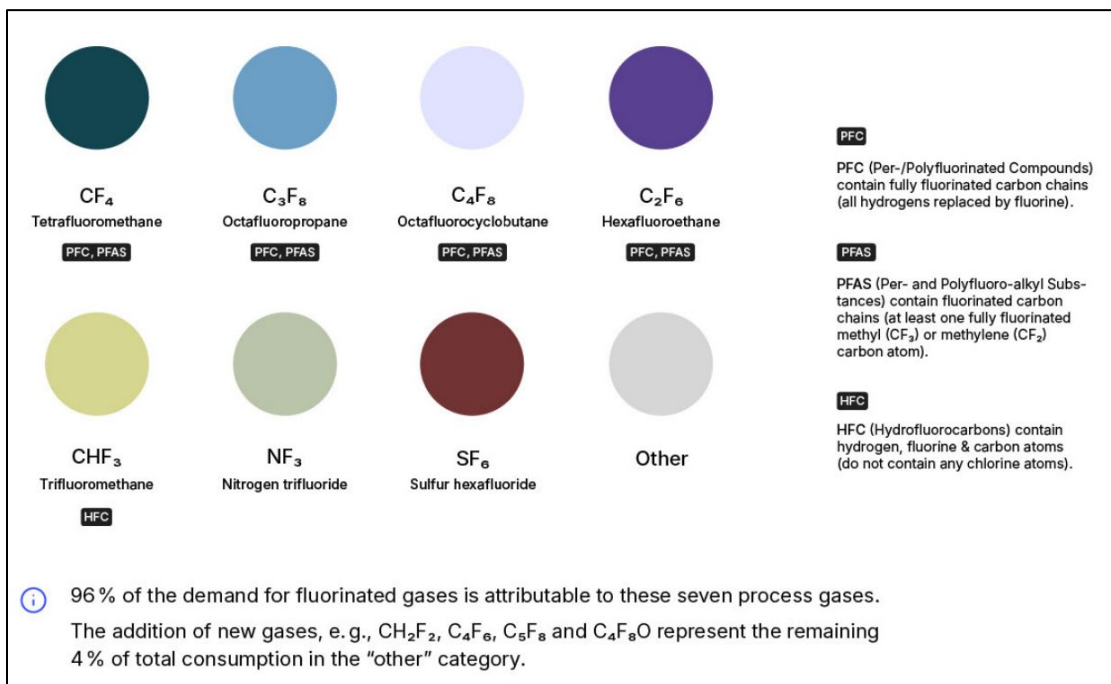 CF₄
Tetrafluoromethane
PFC, PFAS
C₃F₈
Octafluoropropane
PFC, PFAS
C₄F₈
Octafluorocyclobutane
PFC, PFAS
C₂F₆
Hexafluoroethane
PFC, PFAS
CHF₃
Trifluoromethane
HFC
NF₃
Nitrogen trifluoride
SF₆
Sulfur hexafluoride
Other
PFC
PFC (Per-/Polyfluorinated Compounds)
contain fully fluorinated carbon chains
(all hydrogens replaced by fluorine).
PFAS
PFAS (Per- and Polyfluoro-alkyl Subs-
tances) contain fluorinated carbon
chains (at least one fully fluorinated
methyl (CF₃) or methylene (CF₂)
carbon atom).
HFC
HFC (Hydrofluorocarbons) contain
hydrogen, fluorine & carbon atoms
(do not contain any chlorine atoms).
96 % of the demand for fluorinated gases is attributable to these seven process gases.
The addition of new gases, e. g., CH₂F₂, C₄F₆, C₅F₈ and C₄F₈O represent the remaining
4 % of total consumption in the “other” category.